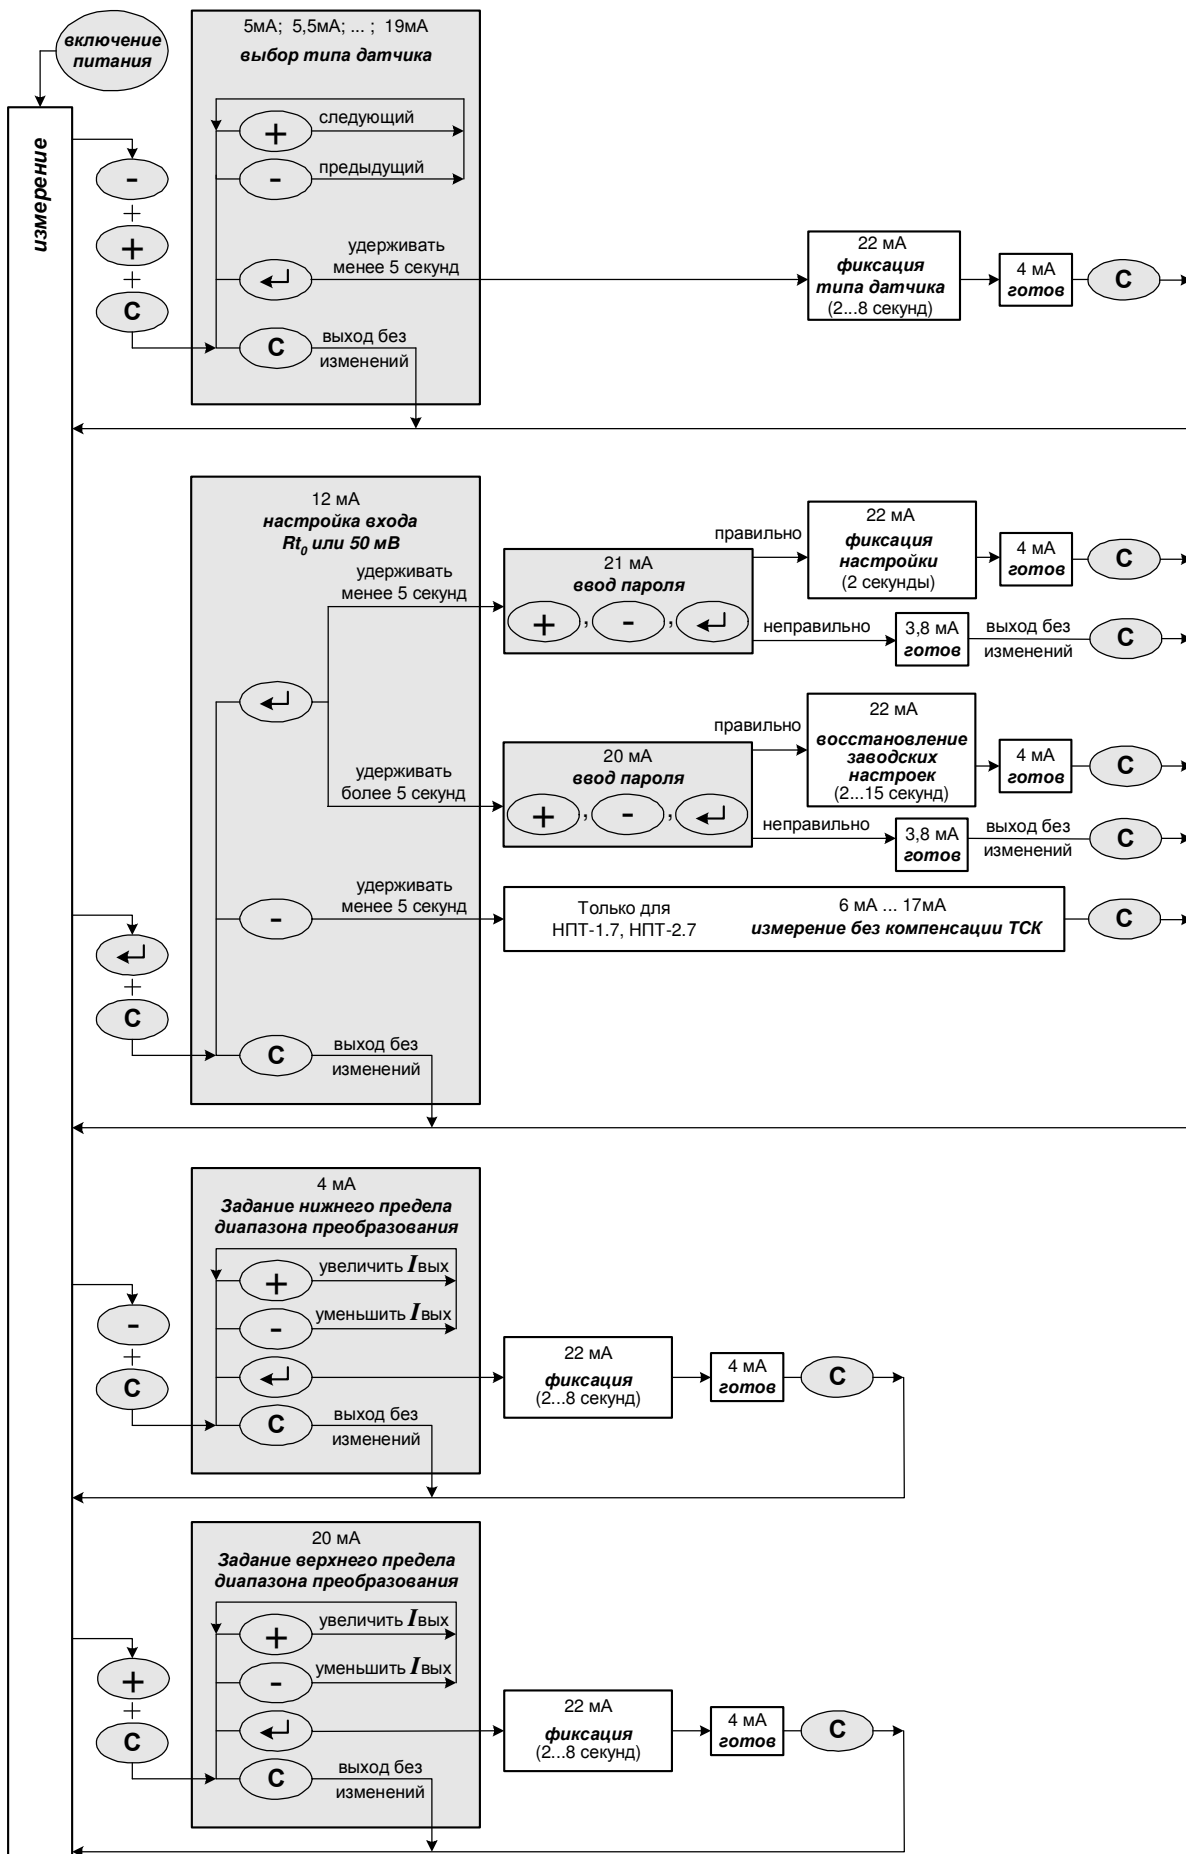 включение
питания
измерение
-
+
+
+
C
5мА; 5,5мА; ... ; 19мА
выбор типа датчика
+
следующий
-
предыдущий
удерживать
менее 5 секунд
C
выход без
изменений
22 мА
фиксация
типа датчика
(2...8 секунд)
4 мА
готов
C
+
C
12 мА
настройка входа
Rt0 или 50 мВ
удерживать
менее 5 секунд
21 мА
ввод пароля
+ , - ,
правильно
22 мА
фиксация
настройки
(2 секунды)
4 мА
готов
C
неправильно
3,8 мА
готов
выход без
изменений
C
удерживать
более 5 секунд
20 мА
ввод пароля
+ , - ,
правильно
22 мА
восстановление
заводских
настроек
(2...15 секунд)
4 мА
готов
C
неправильно
3,8 мА
готов
выход без
изменений
C
-
удерживать
менее 5 секунд
Только для
НПТ-1.7, НПТ-2.7
6 мА ... 17мА
измерение без компенсации ТСК
C
C
выход без
изменений
-
+
C
4 мА
Задание нижнего предела
диапазона преобразования
+
увеличить Iвых
-
уменьшить Iвых
C
выход без
изменений
22 мА
фиксация
(2...8 секунд)
4 мА
готов
C
+
+
C
20 мА
Задание верхнего предела
диапазона преобразования
+
увеличить Iвых
-
уменьшить Iвых
C
выход без
изменений
22 мА
фиксация
(2...8 секунд)
4 мА
готов
C